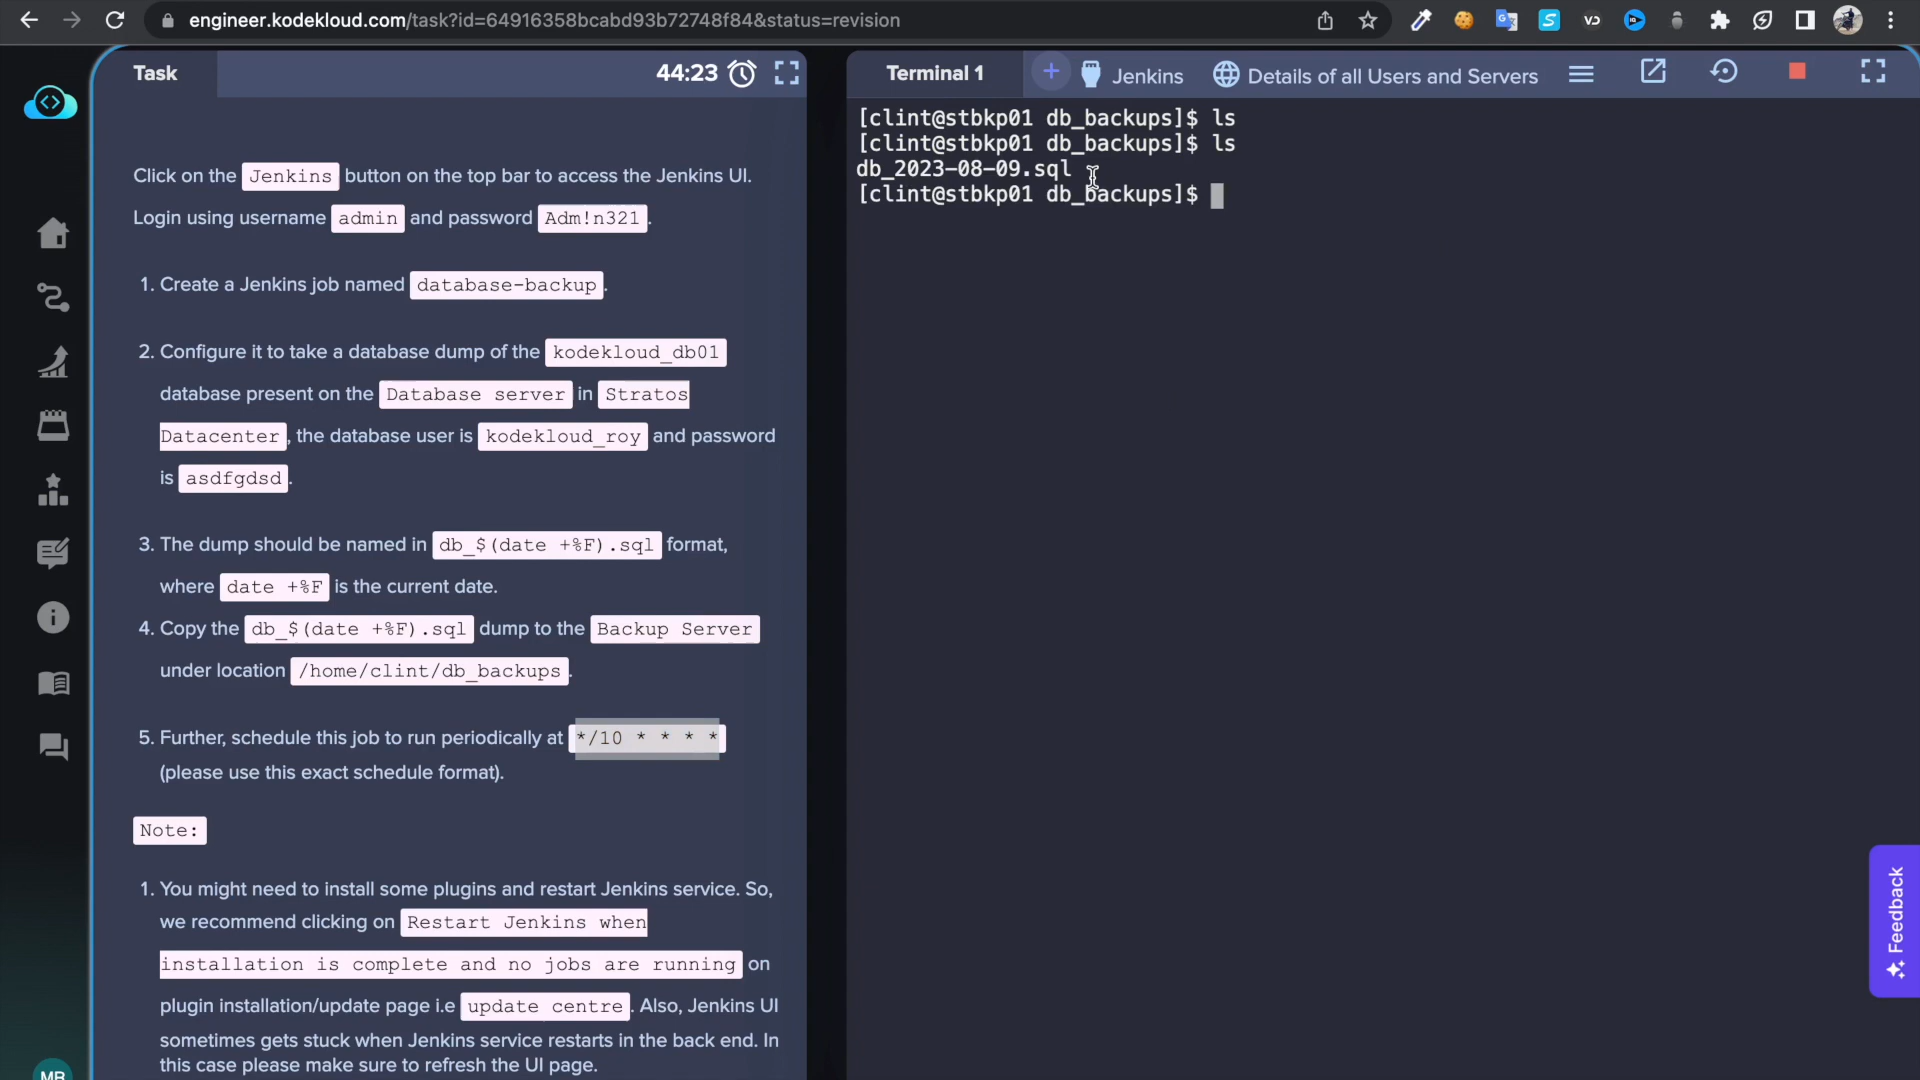 engineer.kodekloud.com/task?id=64916358bcabd93b72748f84&status=revision
Task
44:23
Click on the Jenkins button on the top bar to access the Jenkins UI.
Login using username admin and password Adm!n321.
1. Create a Jenkins job named database-backup.
2. Configure it to take a database dump of the kodekloud_db01
database present on the Database server in Stratos
Datacenter, the database user is kodekloud_roy and password
is asdfgdsd.
3. The dump should be named in db_$(date +%F).sql format,
where date +%F is the current date.
4. Copy the db_$(date +%F).sql dump to the Backup Server
under location /home/clint/db_backups.
5. Further, schedule this job to run periodically at */10 * * * *
(please use this exact schedule format).
Note:
1. You might need to install some plugins and restart Jenkins service. So,
we recommend clicking on Restart Jenkins when
installation is complete and no jobs are running on
plugin installation/update page i.e update centre. Also, Jenkins UI
sometimes gets stuck when Jenkins service restarts in the back end. In
this case please make sure to refresh the UI page.
MB
Terminal 1
+
Jenkins
Details of all Users and Servers
[clint@stbkp01 db_backups]$ ls
[clint@stbkp01 db_backups]$ ls
db_2023-08-09.sql
[clint@stbkp01 db_backups]$
Feedback